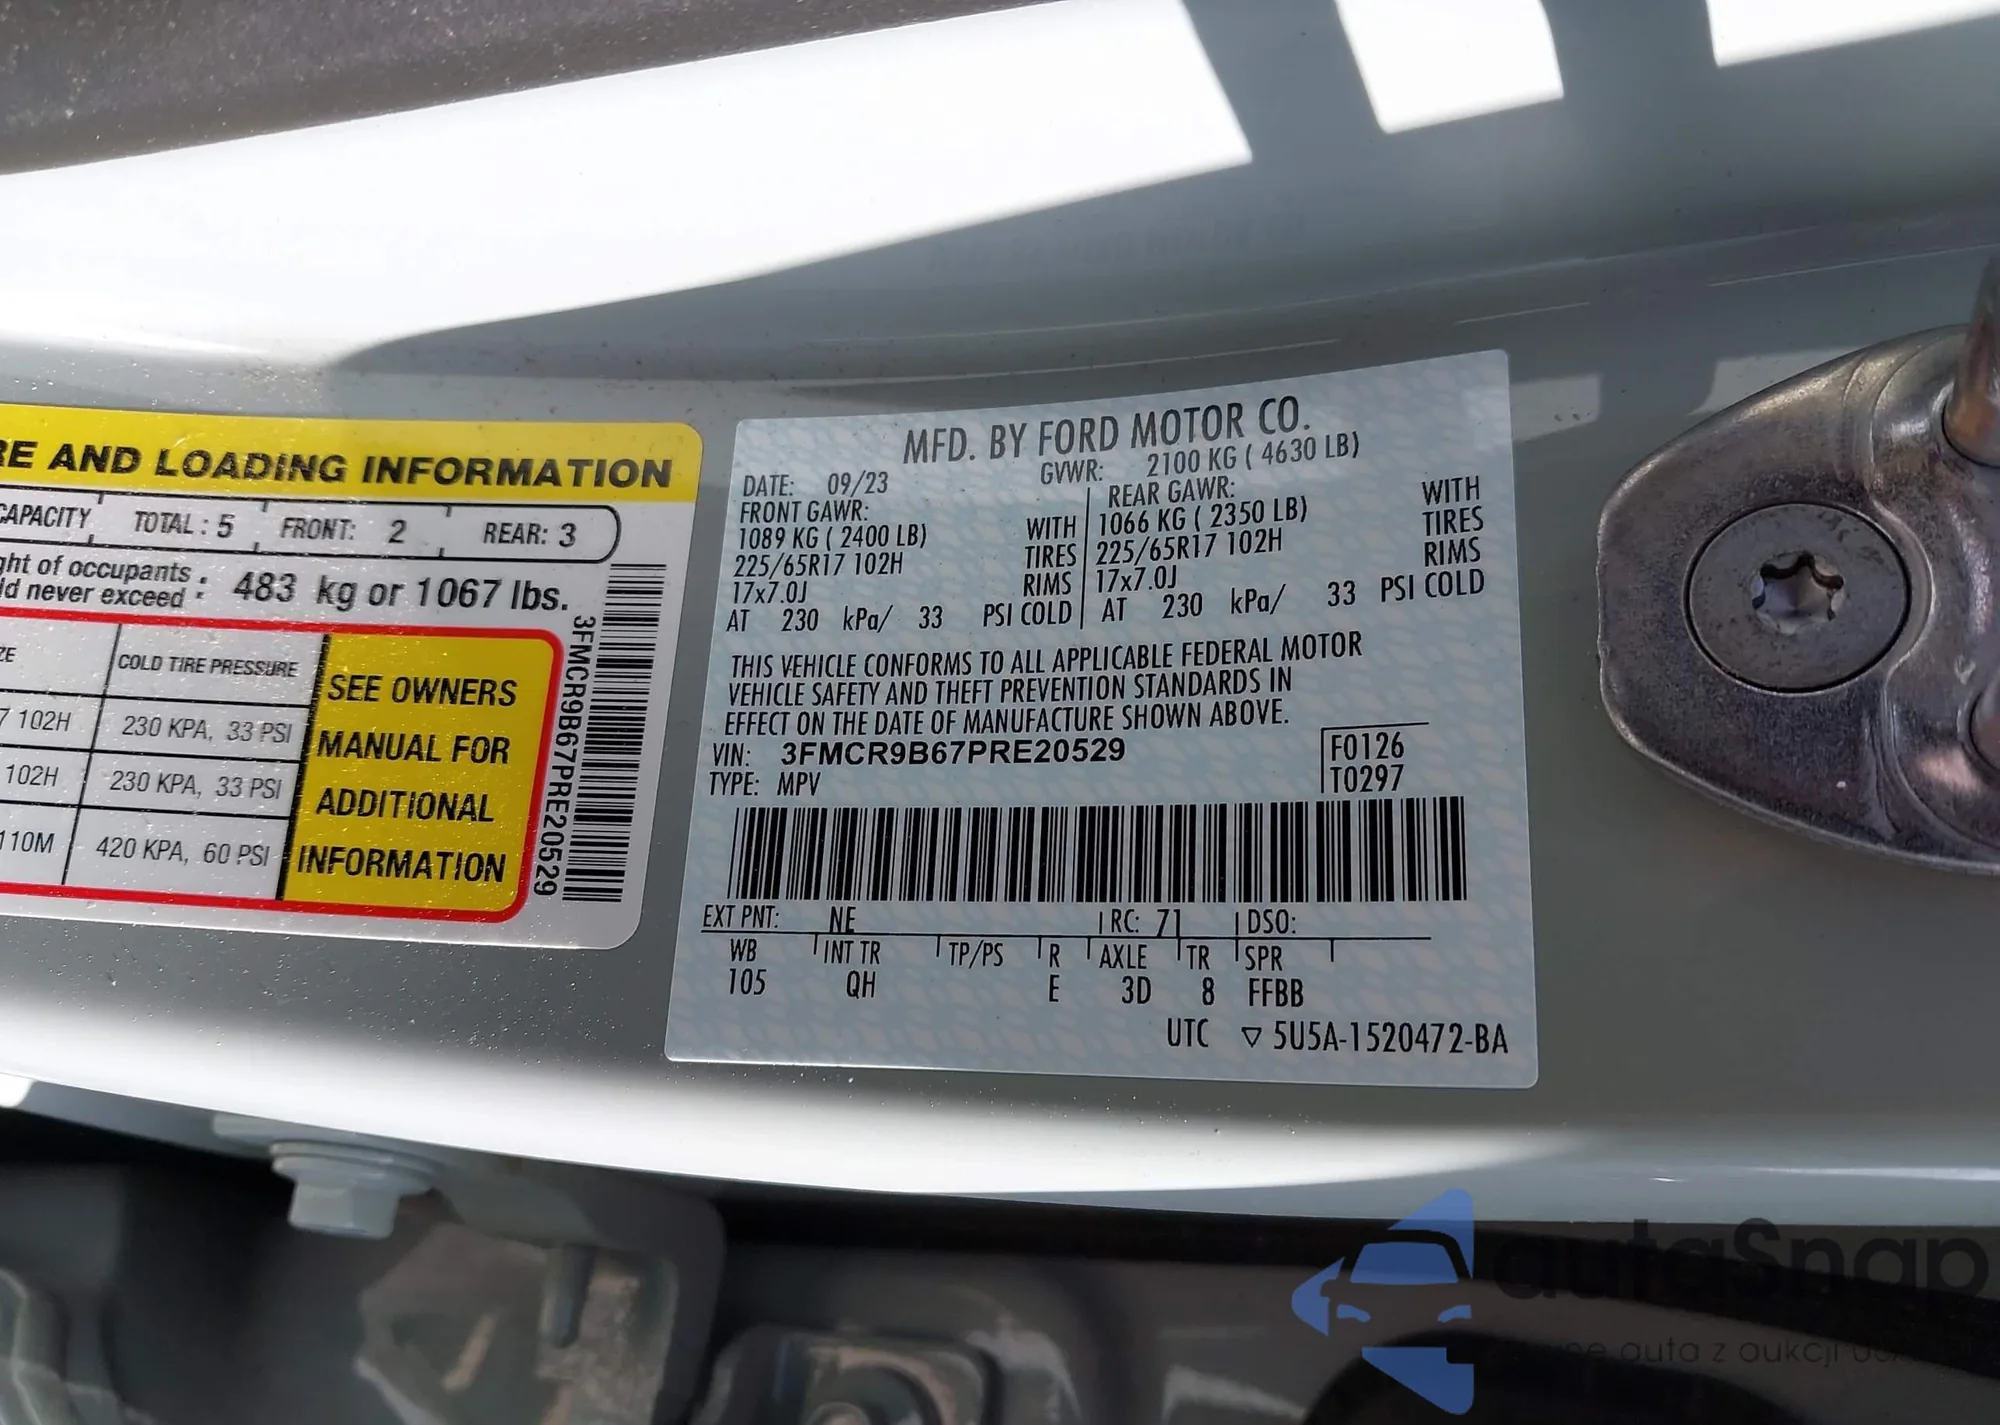 RE AND LOADING INFORMATION
CAPACITY TOTAL : 5 FRONT: 2 REAR: 3
ght of occupants
ld never exceed : 483 kg or 1067 lbs.
ZE COLD TIRE PRESSURE
7 102H 230 KPA, 33 PSI
102H 230 KPA, 33 PSI
110M 420 KPA, 60 PSI
SEE OWNERS
MANUAL FOR
ADDITIONAL
INFORMATION
3FMCR9B67PRE20529
MFD. BY FORD MOTOR CO.
DATE: 09/23 GVWR: 2100 KG ( 4630 LB)
FRONT GAWR: REAR GAWR: WITH
1089 KG ( 2400 LB) WITH 1066 KG ( 2350 LB) TIRES
225/65R17 102H TIRES 225/65R17 102H RIMS
17x7.0J RIMS 17x7.0J
AT 230 kPa/ 33 PSI COLD AT 230 kPa/ 33 PSI COLD
THIS VEHICLE CONFORMS TO ALL APPLICABLE FEDERAL MOTOR
VEHICLE SAFETY AND THEFT PREVENTION STANDARDS IN
EFFECT ON THE DATE OF MANUFACTURE SHOWN ABOVE.
VIN: 3FMCR9B67PRE20529 F0126
TYPE: MPV T0297
EXT PNT: NE RC: 71 DSO:
WB INT TR TP/PS R AXLE TR SPR
105 QH E 3D 8 FFBB
UTC ▽ 5U5A-1520472-BA
autaSnap
auta z aukcji